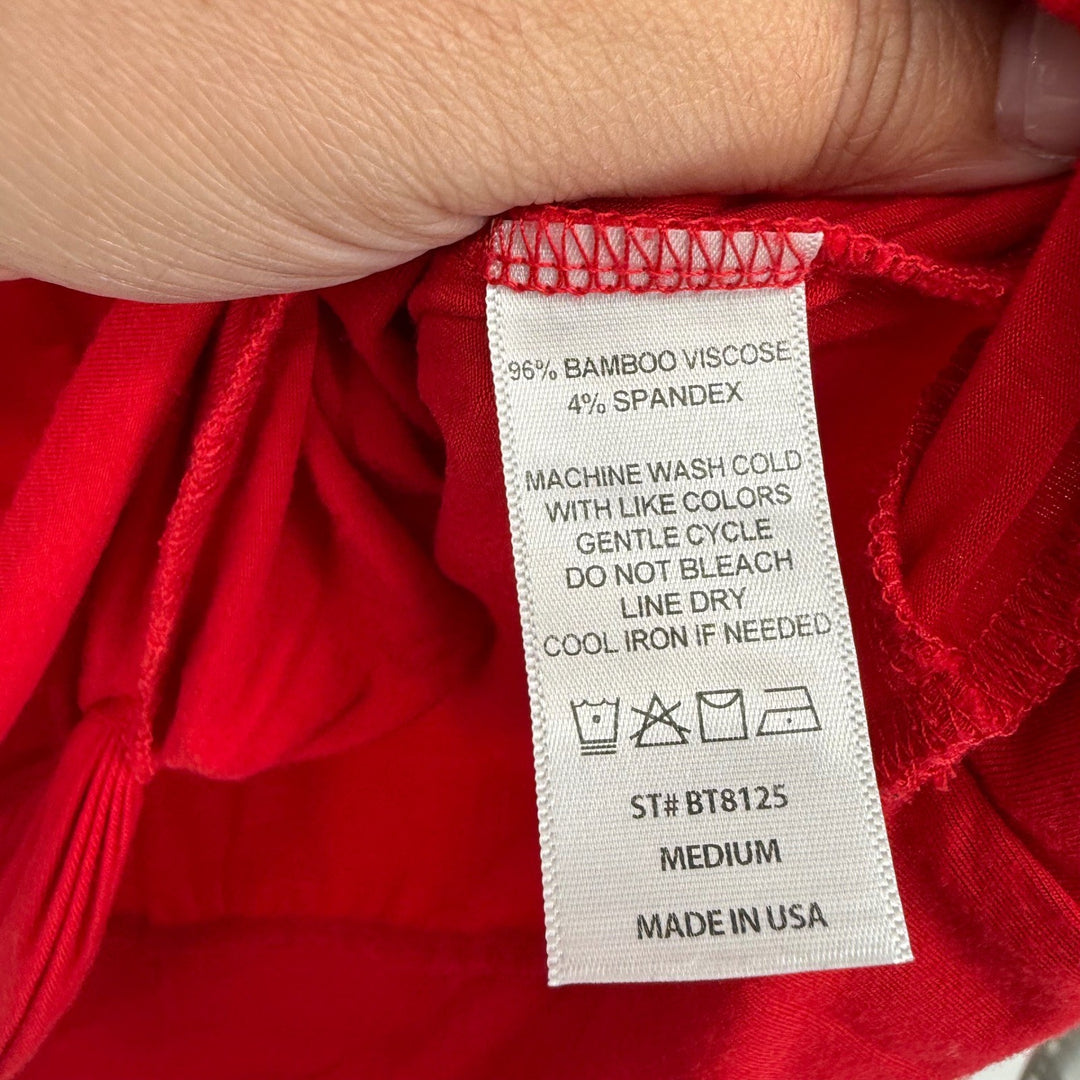 96% BAMBOO VISCOSE
4% SPANDEX
MACHINE WASH COLD
WITH LIKE COLORS
GENTLE CYCLE
DO NOT BLEACH
LINE DRY
COOL IRON IF NEEDED
ST# BT8125
MEDIUM
MADE IN USA